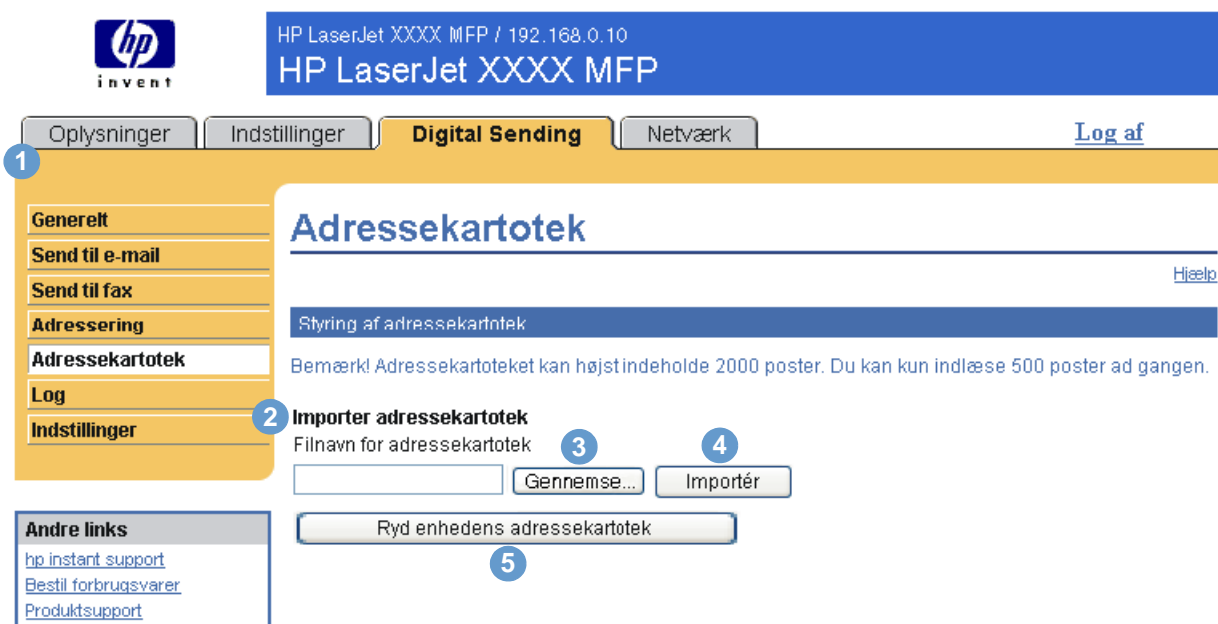 hp
invent
HP LaserJet XXXX MFP / 192.168.0.10
HP LaserJet XXXX MFP
Oplysninger
Indstillinger
Digital Sending
Netværk
Log af
1
Generelt
Send til e-mail
Send til fax
Adressering
Adressekartotek
Log
Indstillinger
Adressekartotek
Hjælp
Styring af adressekartotek
Bemærk! Adressekartoteket kan højst indeholde 2000 poster. Du kan kun indlæse 500 poster ad gangen.
2
Importer adressekartotek
Filnavn for adressekartotek
3
4
Gennemse...
Importér
Ryd enhedens adressekartotek
5
Andre links
hp instant support
Bestil forbrugsvarer
Produktsupport